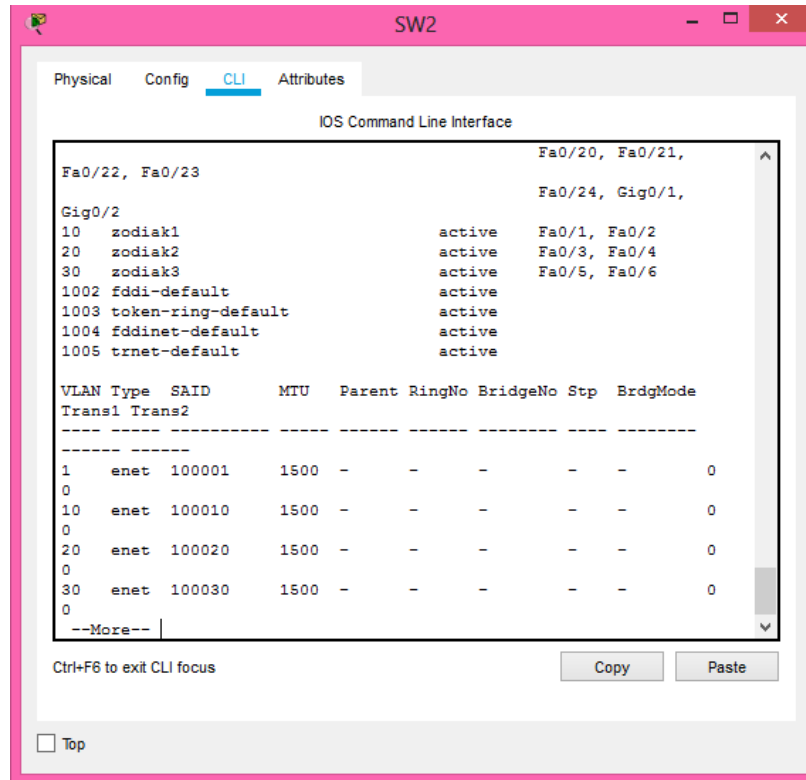 SW2
Physical Config CLI Attributes
IOS Command Line Interface
Fa0/20, Fa0/21,
Fa0/22, Fa0/23
Fa0/24, Gig0/1,
Gig0/2
10 zodiak1 active Fa0/1, Fa0/2
20 zodiak2 active Fa0/3, Fa0/4
30 zodiak3 active Fa0/5, Fa0/6
1002 fddi-default active
1003 token-ring-default active
1004 fddinet-default active
1005 trnet-default active
VLAN Type SAID MTU Parent RingNo BridgeNo Stp BrdgMode
Trans1 Trans2
---- ----- ---------- ----- ------ ------ -------- ---- --------
------ ------
1 enet 100001 1500 - - - - - 0
0
10 enet 100010 1500 - - - - - 0
0
20 enet 100020 1500 - - - - - 0
0
30 enet 100030 1500 - - - - - 0
0
--More--
Ctrl+F6 to exit CLI focus
Copy Paste
Top